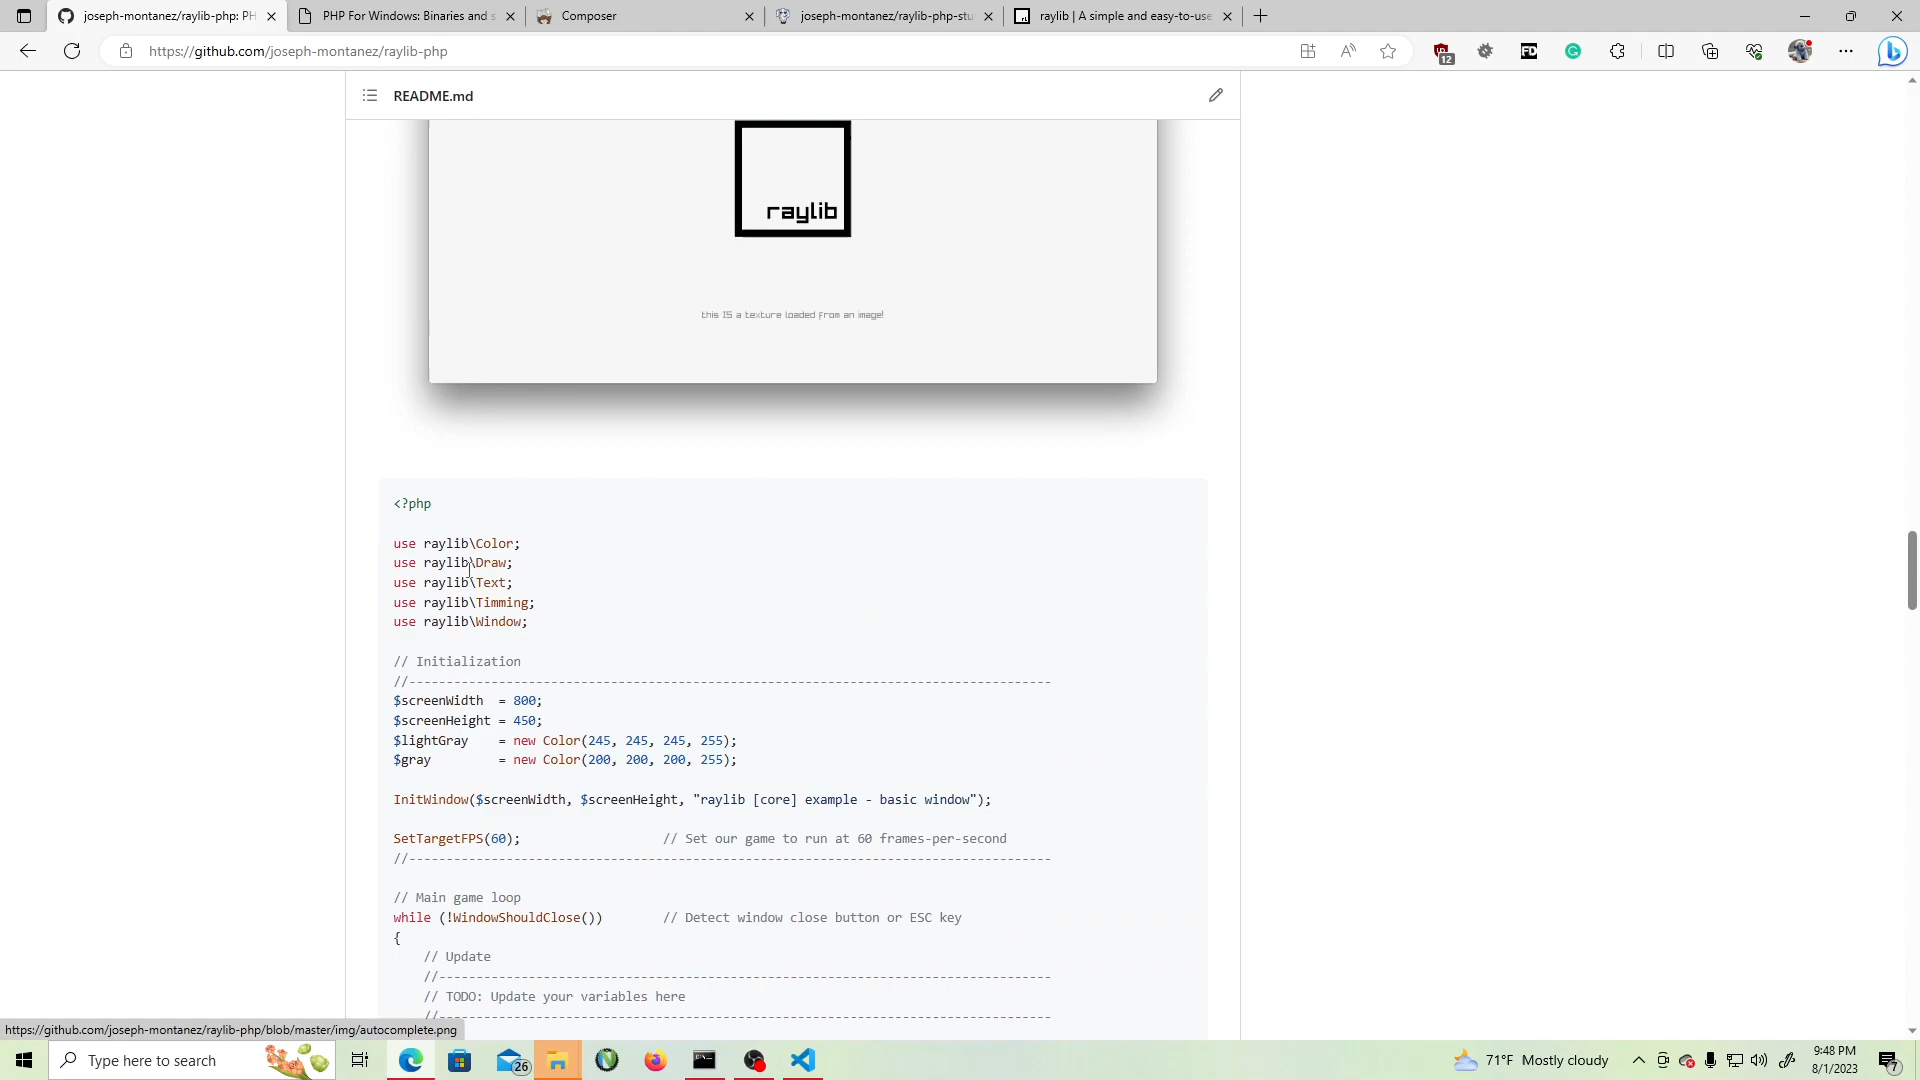 joseph-montanez/raylib-php: PH
PHP For Windows: Binaries and s
Composer
joseph-montanez/raylib-php-stu
raylib | A simple and easy-to-use
https://github.com/joseph-montanez/raylib-php
12
FD
README.md
raylib
this IS a texture loaded from an image!
<?php
use raylib\Color;
use raylib\Draw;
use raylib\Text;
use raylib\Timming;
use raylib\Window;
// Initialization
//--------------------------------------------------------------------------------------
$screenWidth  = 800;
$screenHeight = 450;
$lightGray    = new Color(245, 245, 245, 255);
$gray         = new Color(200, 200, 200, 255);
InitWindow($screenWidth, $screenHeight, "raylib [core] example - basic window");
SetTargetFPS(60);                   // Set our game to run at 60 frames-per-second
//--------------------------------------------------------------------------------------
// Main game loop
while (!WindowShouldClose())        // Detect window close button or ESC key
{
    // Update
    //----------------------------------------------------------------------------------
    // TODO: Update your variables here
    //----------------------------------------------------------------------------------
https://github.com/joseph-montanez/raylib-php/blob/master/img/autocomplete.png
Type here to search
26
71°F Mostly cloudy
9:48 PM
8/1/2023
7